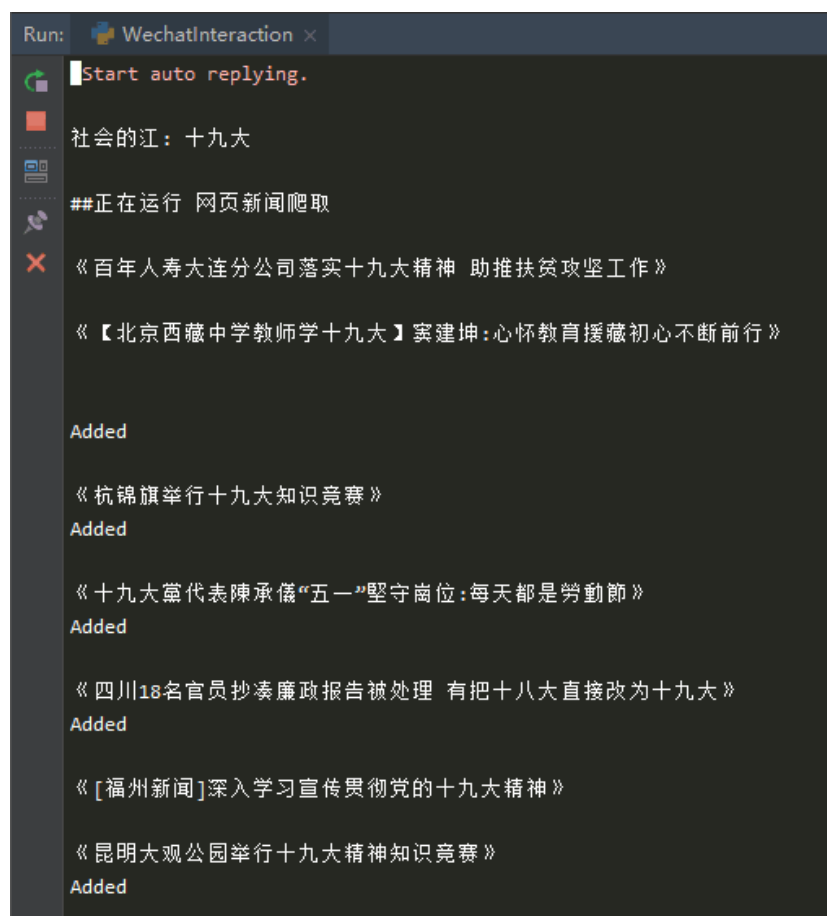 Run: WechatInteraction ×
Start auto replying.
社会的江: 十九大
##正在运行 网页新闻爬取
《百年人寿大连分公司落实十九大精神 助推扶贫攻坚工作》
《【北京西藏中学教师学十九大】窦建坤:心怀教育援藏初心不断前行》
Added
《杭锦旗举行十九大知识竞赛》
Added
《十九大黨代表陳承儀“五一”堅守崗位:每天都是勞動節》
Added
《四川18名官员抄凑廉政报告被处理 有把十八大直接改为十九大》
Added
《[福州新闻]深入学习宣传贯彻党的十九大精神》
《昆明大观公园举行十九大精神知识竞赛》
Added